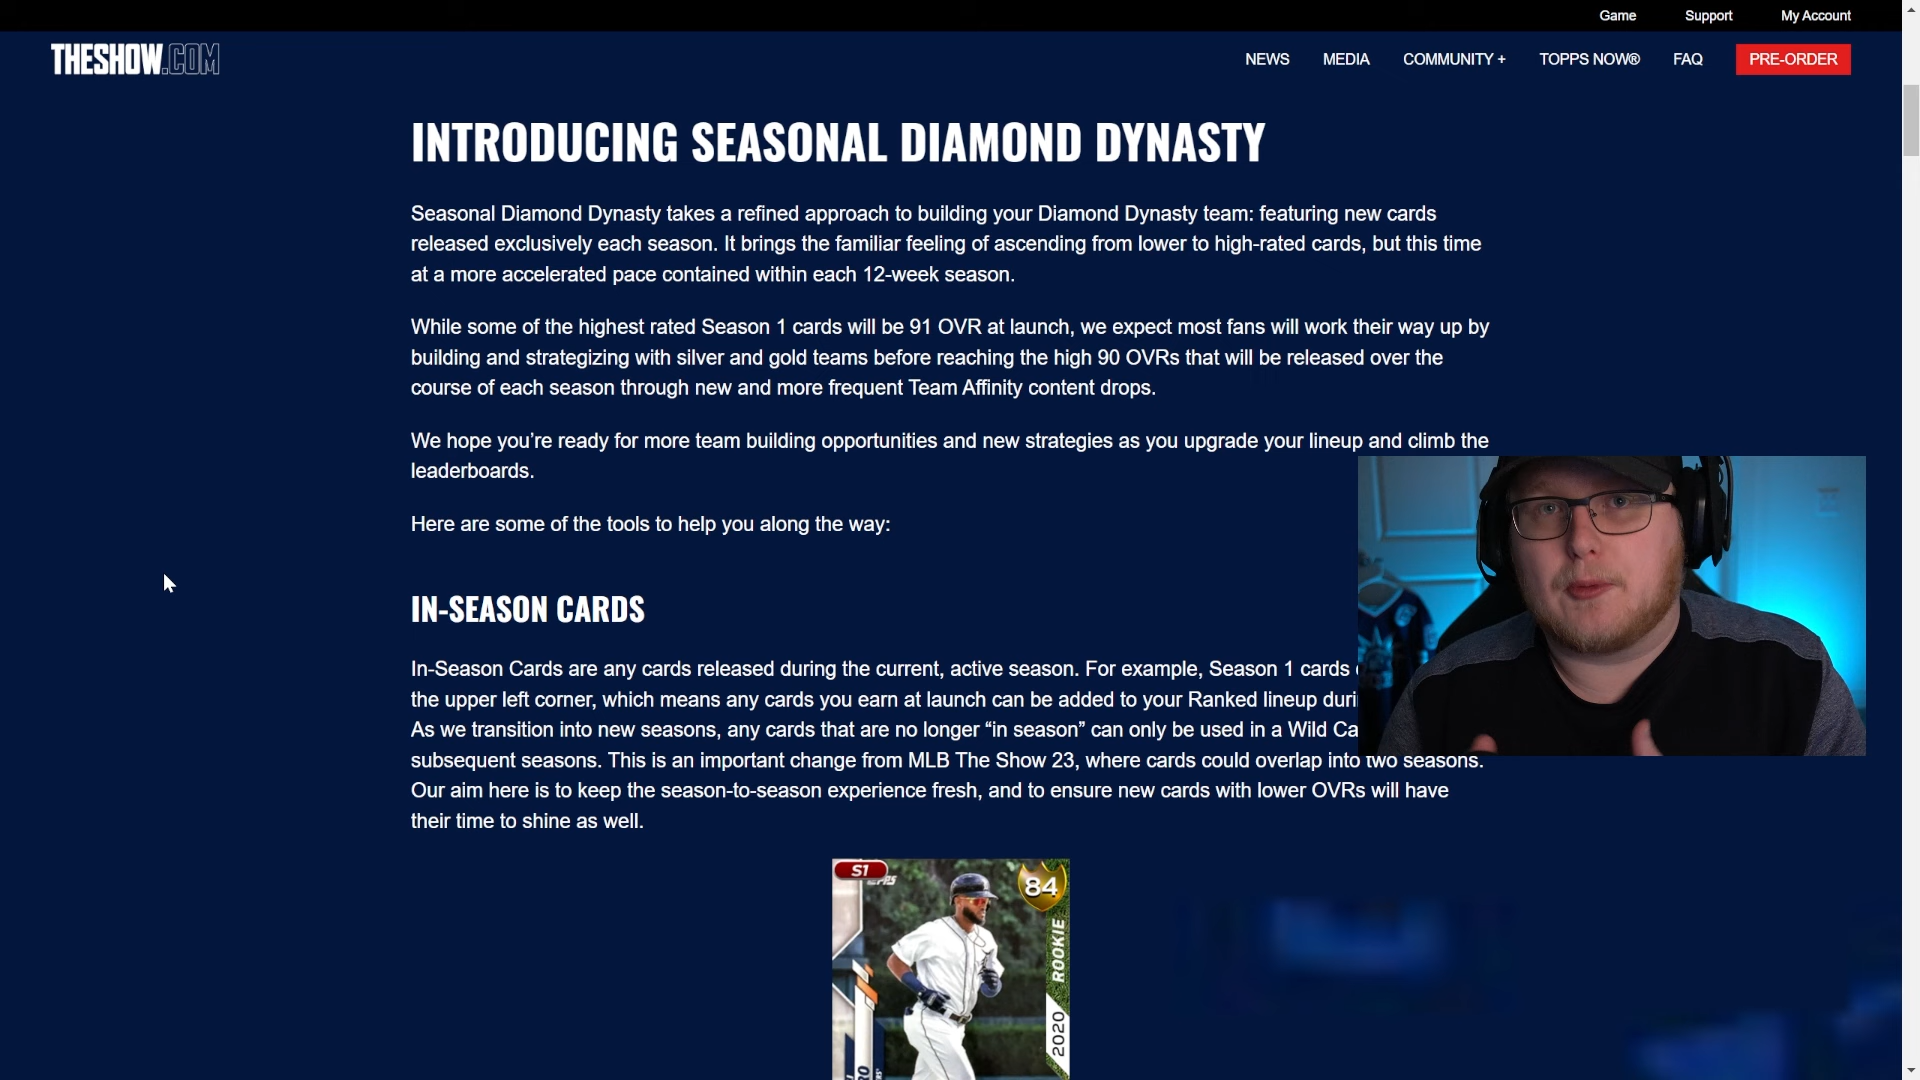 Game Support My Account
THESHOW.COM
NEWS MEDIA COMMUNITY + TOPPS NOW® FAQ PRE-ORDER
INTRODUCING SEASONAL DIAMOND DYNASTY
Seasonal Diamond Dynasty takes a refined approach to building your Diamond Dynasty team: featuring new cards
released exclusively each season. It brings the familiar feeling of ascending from lower to high-rated cards, but this time
at a more accelerated pace contained within each 12-week season.
While some of the highest rated Season 1 cards will be 91 OVR at launch, we expect most fans will work their way up by
building and strategizing with silver and gold teams before reaching the high 90 OVRs that will be released over the
course of each season through new and more frequent Team Affinity content drops.
We hope you’re ready for more team building opportunities and new strategies as you upgrade your lineup and climb the
leaderboards.
Here are some of the tools to help you along the way:
IN-SEASON CARDS
In-Season Cards are any cards released during the current, active season. For example, Season 1 cards
the upper left corner, which means any cards you earn at launch can be added to your Ranked lineup
As we transition into new seasons, any cards that are no longer “in season” can only be used in a Wild
subsequent seasons. This is an important change from MLB The Show 23, where cards could overlap into two seasons.
Our aim here is to keep the season-to-season experience fresh, and to ensure new cards with lower OVRs will have
their time to shine as well.
S1
84
ROOKIE
2020